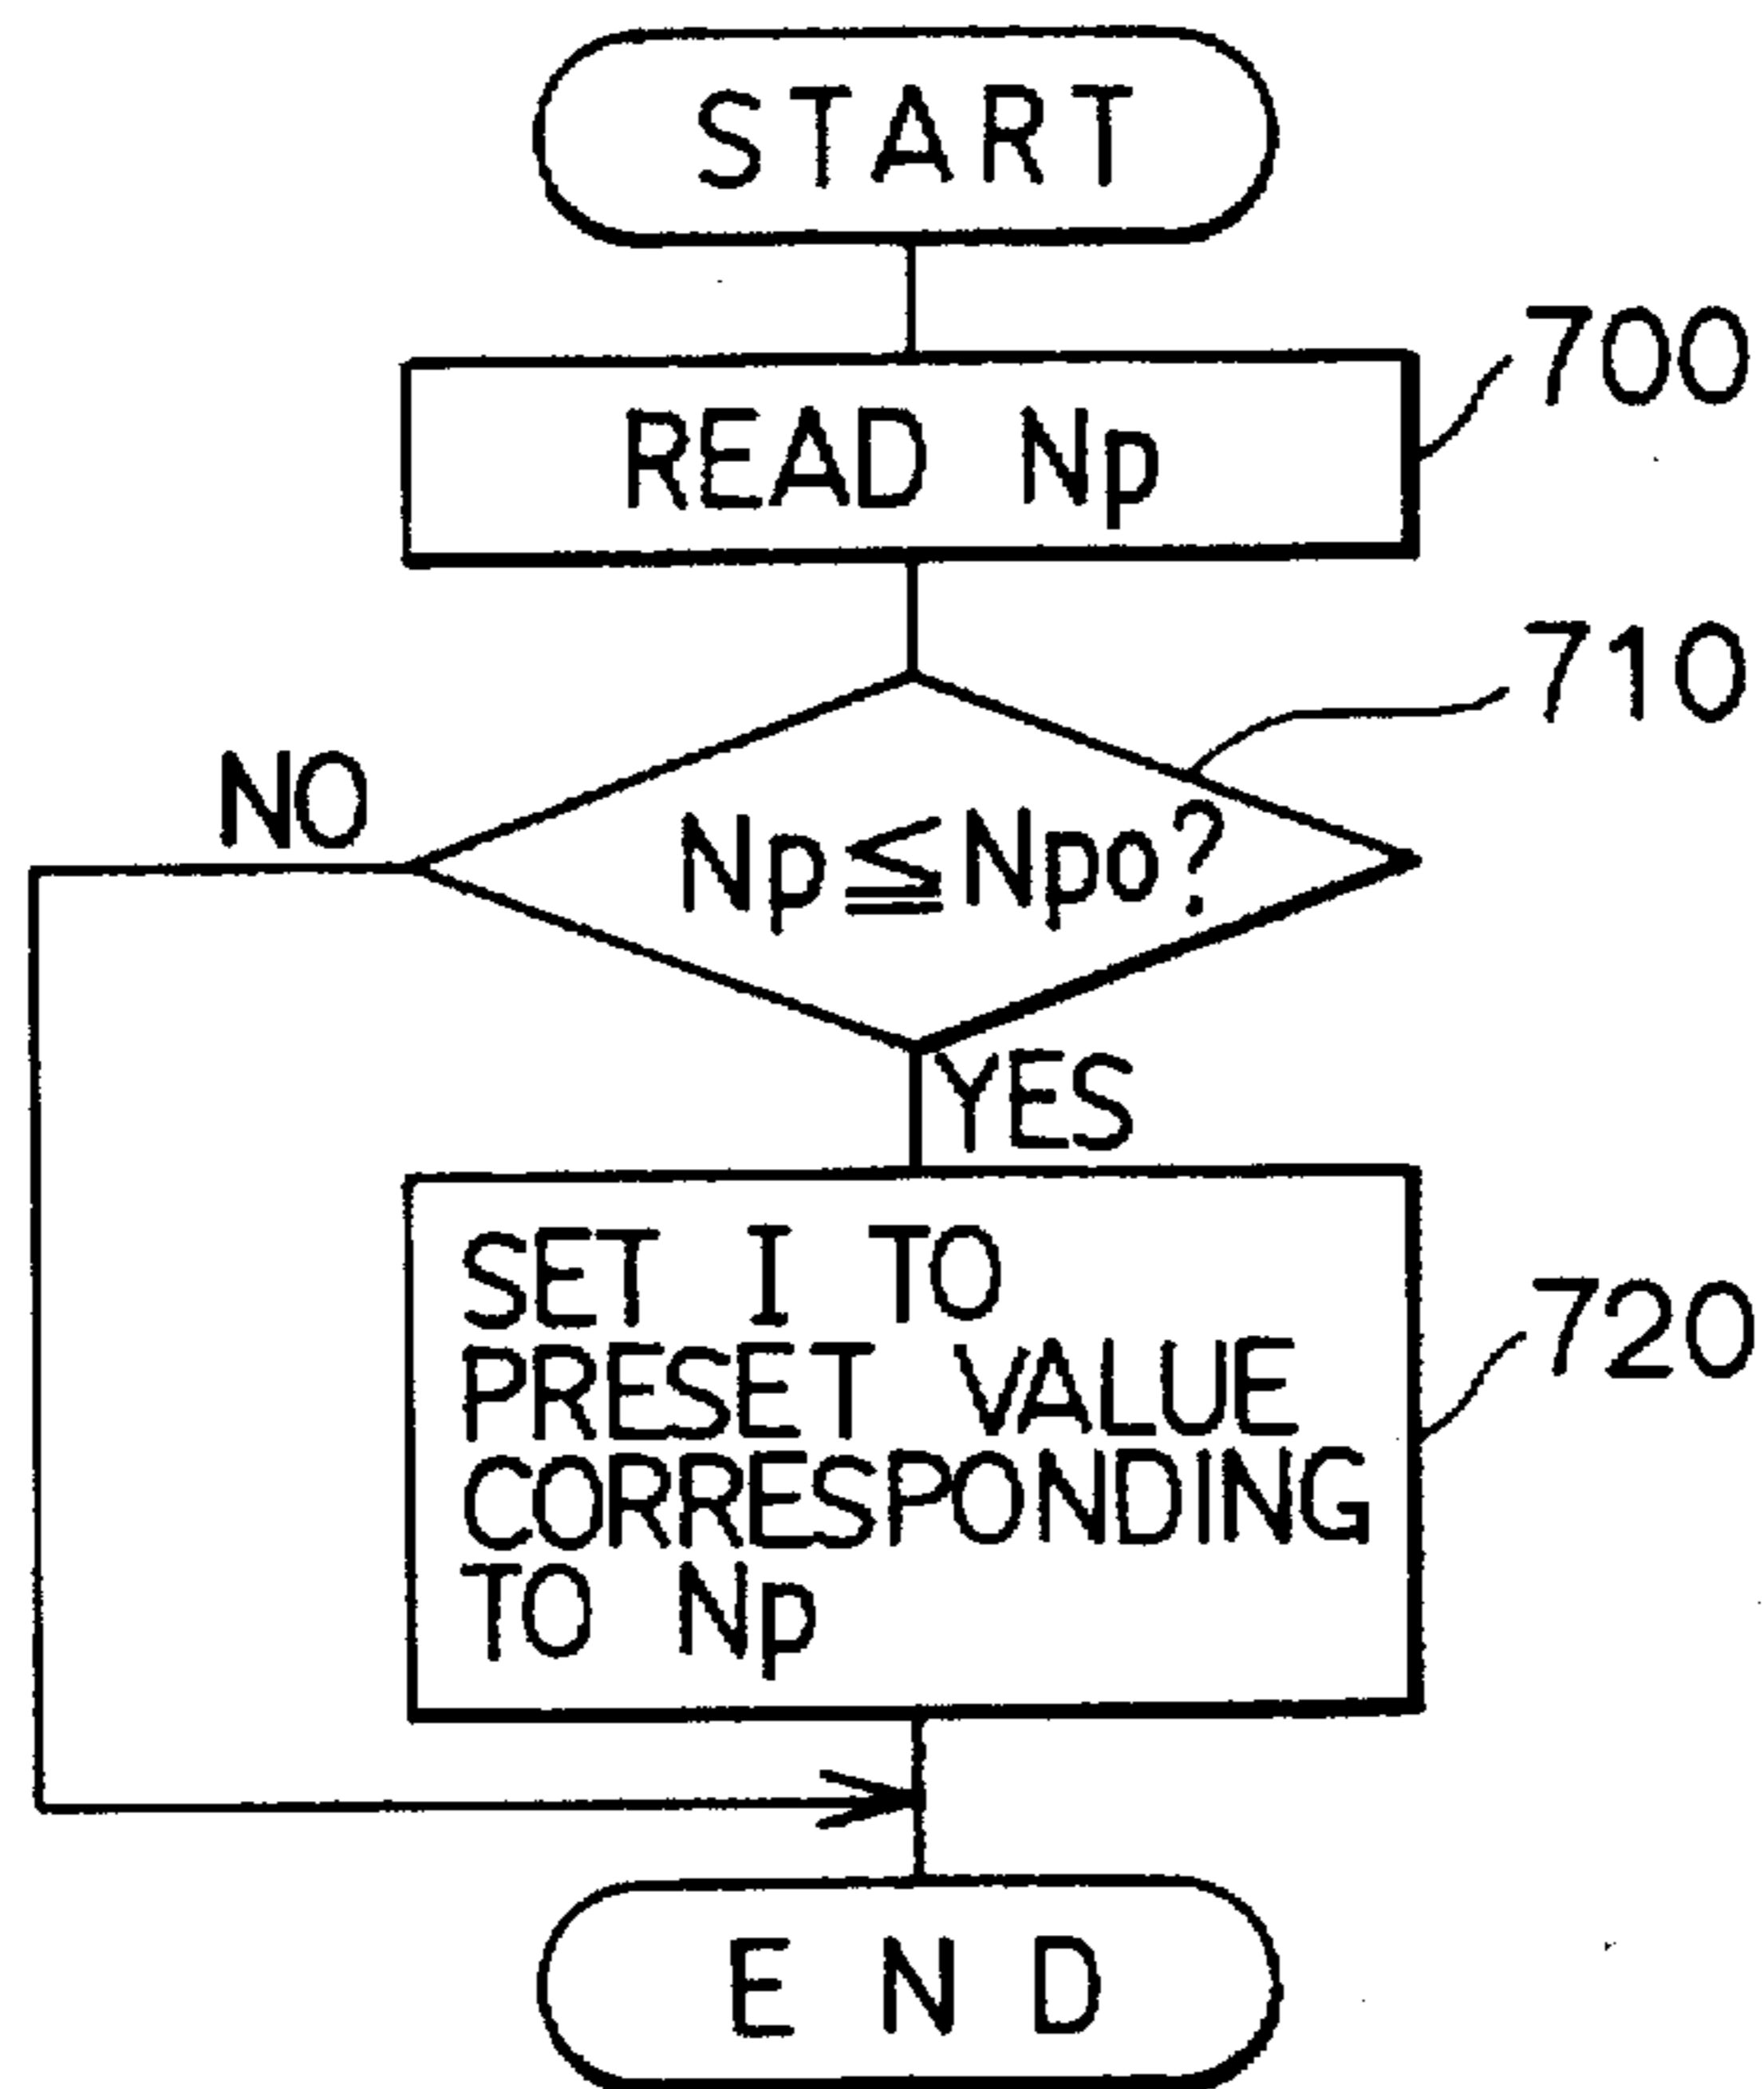 START
700
READ Np
710
NO
Np≦Npo?
YES
SET I TO
PRESET VALUE
CORRESPONDING
TO Np
720
END